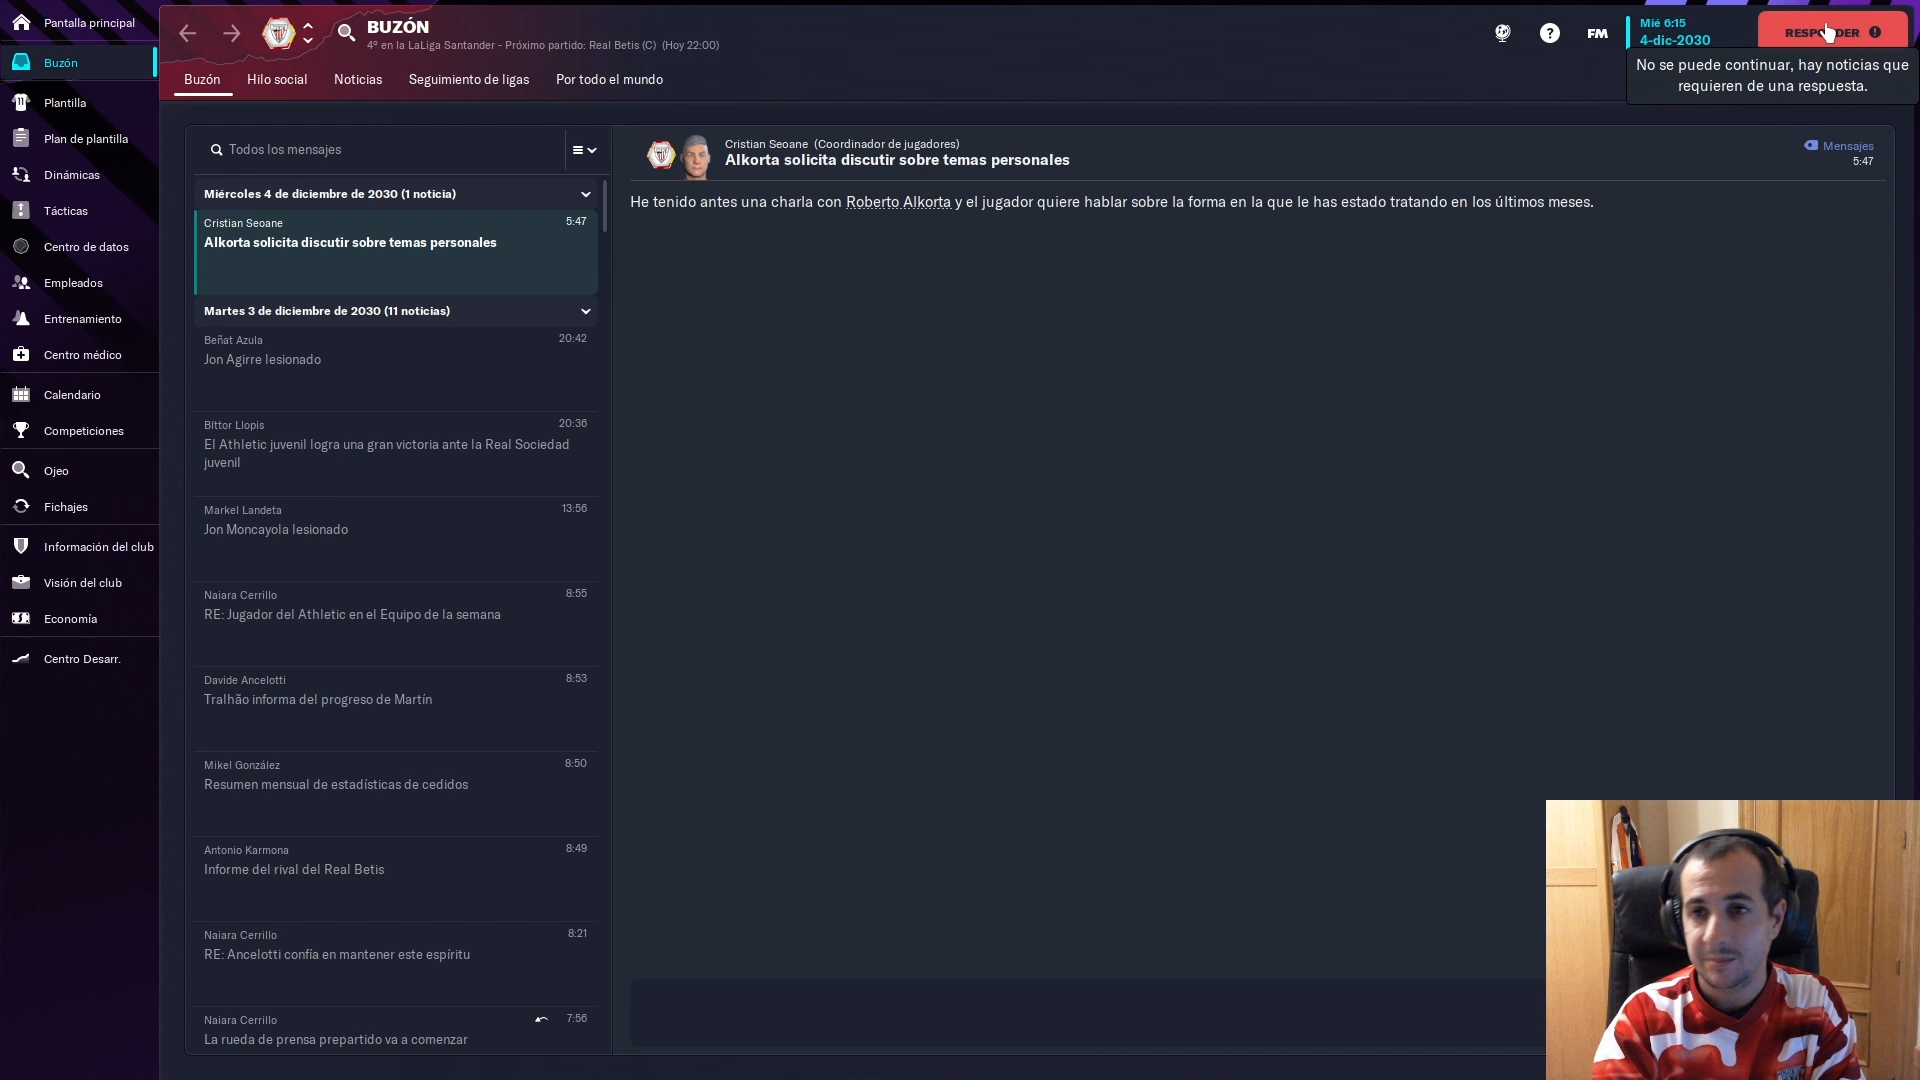 Pantalla principal
Buzón
Plantilla
Plan de plantilla
Dinámicas
Tácticas
Centro de datos
Empleados
Entrenamiento
Centro médico
Calendario
Competiciones
Ojeo
Fichajes
Información del club
Visión del club
Economía
Centro Desarr.
BUZÓN
4º en la LaLiga Santander - Próximo partido: Real Betis (C) (Hoy 22:00)
Buzón
Hilo social
Noticias
Seguimiento de ligas
Por todo el mundo
FM
Mié 6:15
4-dic-2030
No se puede continuar, hay noticias que
requieren de una respuesta.
Todos los mensajes
Miércoles 4 de diciembre de 2030 (1 noticia)
Cristian Seoane 5:47
Alkorta solicita discutir sobre temas personales
Martes 3 de diciembre de 2030 (11 noticias)
Beñat Azula 20:42
Jon Agirre lesionado
Bíttor Llopis 20:36
El Athletic juvenil logra una gran victoria ante la Real Sociedad
juvenil
Markel Landeta 13:56
Jon Moncayola lesionado
Naiara Cerrillo 8:55
RE: Jugador del Athletic en el Equipo de la semana
Davide Ancelotti 8:53
Tralhão informa del progreso de Martín
Mikel González 8:50
Resumen mensual de estadísticas de cedidos
Antonio Karmona 8:49
Informe del rival del Real Betis
Naiara Cerrillo 8:21
RE: Ancelotti confía en mantener este espíritu
Naiara Cerrillo 7:56
La rueda de prensa prepartido va a comenzar
Cristian Seoane (Coordinador de jugadores)
Alkorta solicita discutir sobre temas personales
Mensajes
5:47
He tenido antes una charla con Roberto Alkorta y el jugador quiere hablar sobre la forma en la que le has estado tratando en los últimos meses.